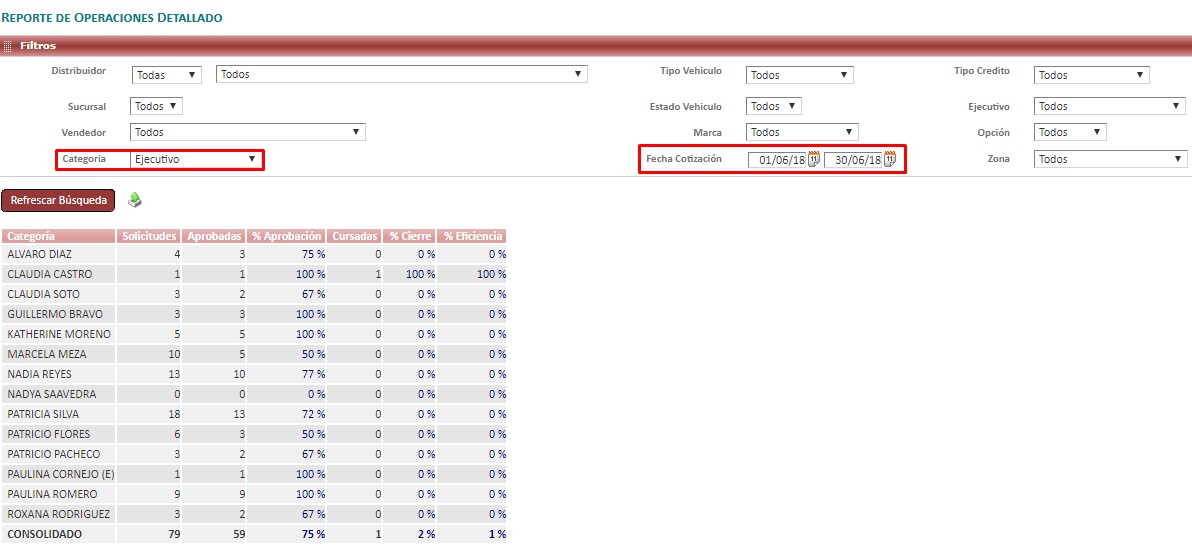 REPORTE DE OPERACIONES DETALLADO
Filtros
Distribuidor Todas Todos Tipo Vehiculo Todos Tipo Credito Todos
Sucursal Todos Estado Vehiculo Todos Ejecutivo Todos
Vendedor Todos Marca Todos Opción Todos
Categoria Ejecutivo Fecha Cotización 01/06/18 11 30/06/18 11 Zona Todos
Refrescar Búsqueda
Categoría Solicitudes Aprobadas % Aprobación Cursadas % Cierre % Eficiencia
ALVARO DIAZ 4 3 75 % 0 0 % 0 %
CLAUDIA CASTRO 1 1 100 % 1 100 % 100 %
CLAUDIA SOTO 3 2 67 % 0 0 % 0 %
GUILLERMO BRAVO 3 3 100 % 0 0 % 0 %
KATHERINE MORENO 5 5 100 % 0 0 % 0 %
MARCELA MEZA 10 5 50 % 0 0 % 0 %
NADIA REYES 13 10 77 % 0 0 % 0 %
NADYA SAAVEDRA 0 0 0 % 0 0 % 0 %
PATRICIA SILVA 18 13 72 % 0 0 % 0 %
PATRICIO FLORES 6 3 50 % 0 0 % 0 %
PATRICIO PACHECO 3 2 67 % 0 0 % 0 %
PAULINA CORNEJO (E) 1 1 100 % 0 0 % 0 %
PAULINA ROMERO 9 9 100 % 0 0 % 0 %
ROXANA RODRIGUEZ 3 2 67 % 0 0 % 0 %
CONSOLIDADO 79 59 75 % 1 2 % 1 %